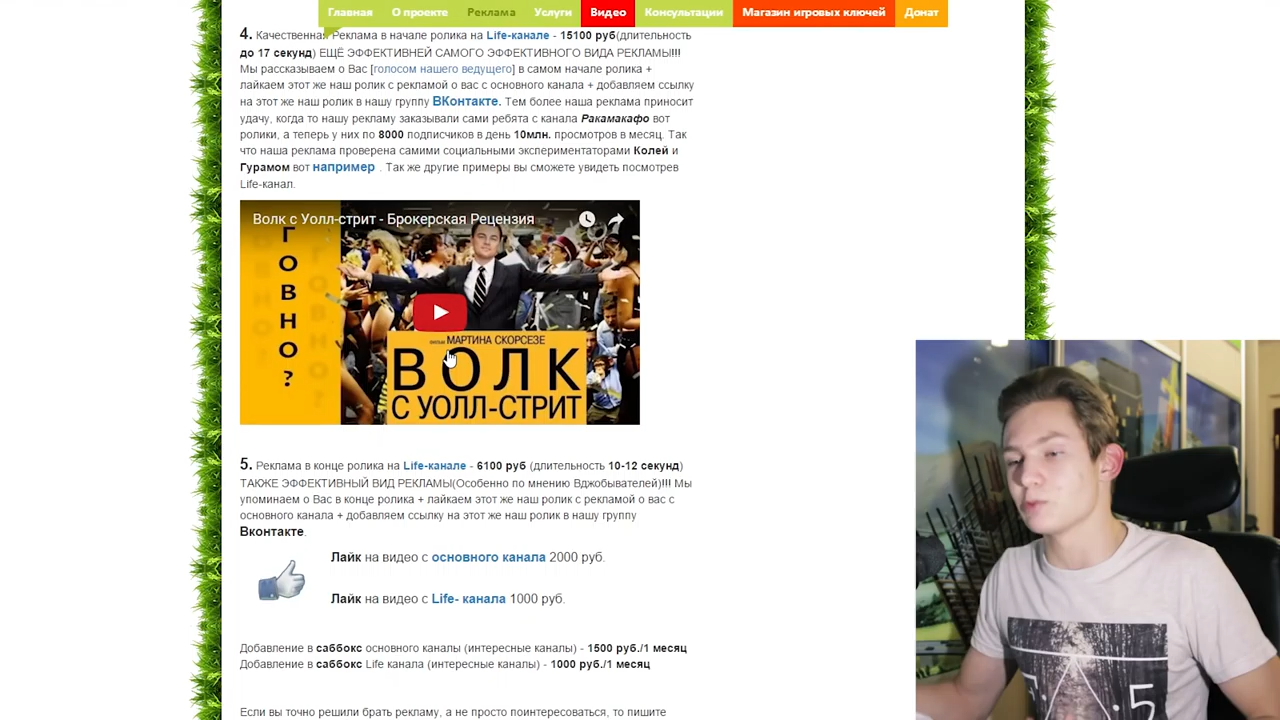 Главная О проекте Реклама Услуги Видео Консультации Магазин игровых ключей Донат
4. Качественная Реклама в начале ролика на Life-канале - 15100 руб(длительность
до 17 секунд) ЕЩЁ ЭФФЕКТИВНЕЙ САМОГО ЭФФЕКТИВНОГО ВИДА РЕКЛАМЫ!!!
Мы рассказываем о Вас [голосом нашего ведущего] в самом начале ролика +
лайкаем этот же наш ролик с рекламой о вас с основного канала + добавляем ссылку
на этот же наш ролик в нашу группу ВКонтакте. Тем более наша реклама приносит
удачу, когда то нашу рекламу заказывали сами ребята с канала Ракамакафо вот
ролики, а теперь у них по 8000 подписчиков в день 10млн. просмотров в месяц. Так
что наша реклама проверена самими социальными экспериментаторами Колей и
Гурамом вот например . Так же другие примеры вы сможете увидеть посмотрев
Life-канал.
Волк с Уолл-стрит - Брокерская Рецензия
ГОВНО?
ФИЛЬМ МАРТИНА СКОРСЕЗЕ
ВОЛК
С УОЛЛ-СТРИТ
5. Реклама в конце ролика на Life-канале - 6100 руб (длительность 10-12 секунд)
ТАКЖЕ ЭФФЕКТИВНЫЙ ВИД РЕКЛАМЫ(Особенно по мнению Вджобывателей)!!! Мы
упоминаем о Вас в конце ролика + лайкаем этот же наш ролик с рекламой о вас с
основного канала + добавляем ссылку на этот же наш ролик в нашу группу
Вконтакте.
Лайк на видео с основного канала 2000 руб.
Лайк на видео с Life- канала 1000 руб.
Добавление в саббокс основного каналы (интересные каналы) - 1500 руб./1 месяц
Добавление в саббокс Life канала (интересные каналы) - 1000 руб./1 месяц
Если вы точно решили брать рекламу, а не просто поинтересоваться, то пишите
.5